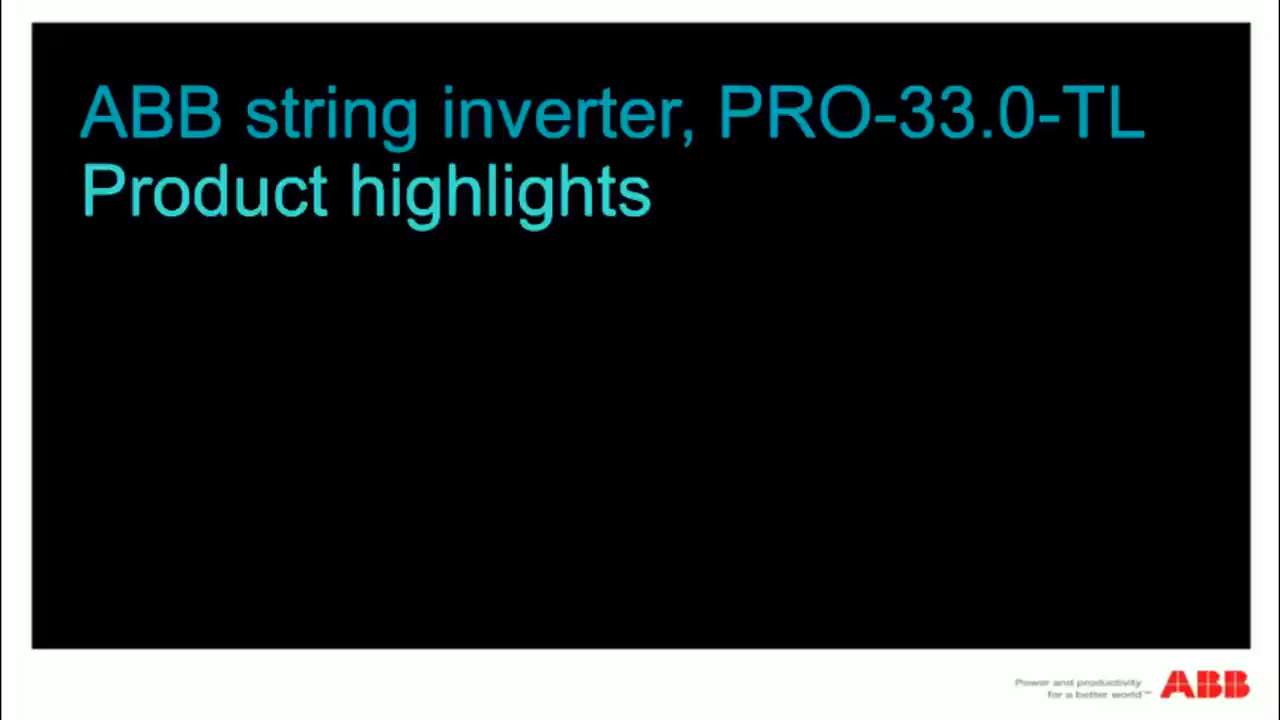 ABB string inverter, PRO-33.0-TL
Product highlights
Power and productivity
for a better world™
ABB